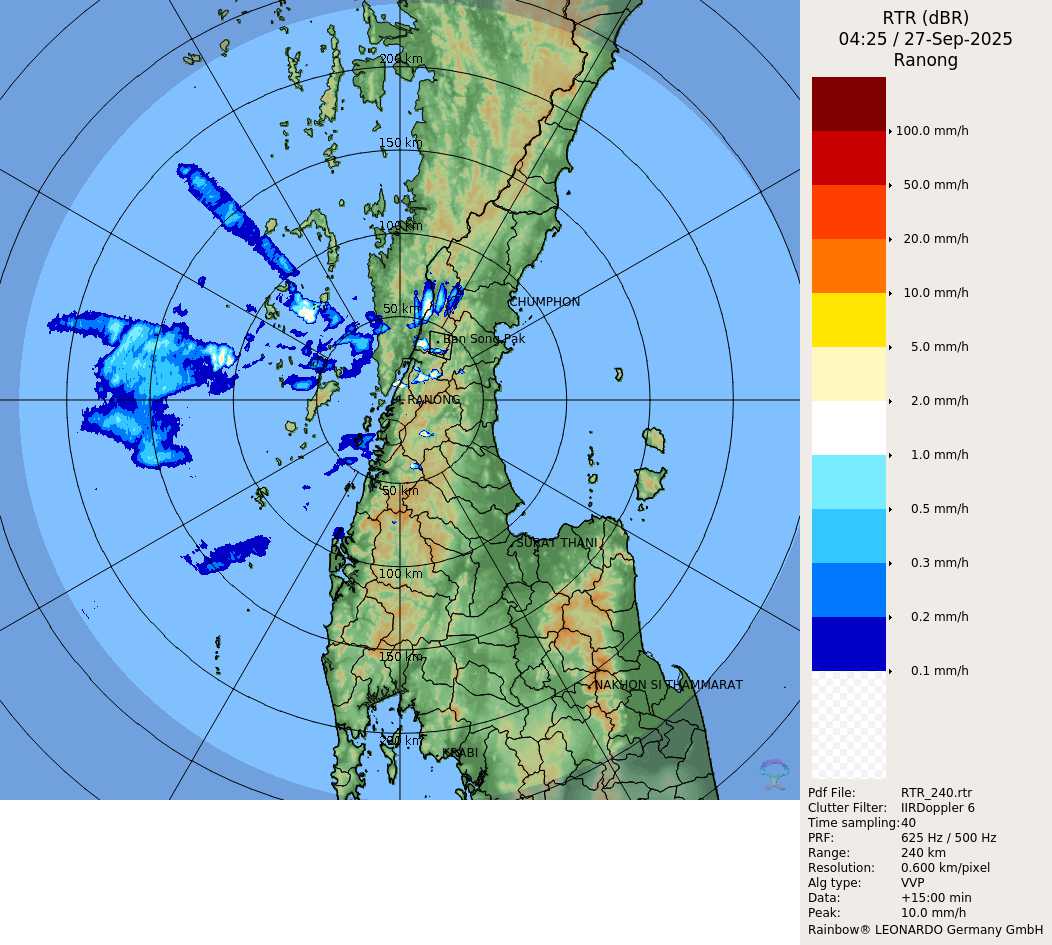 RTR (dBR)
04:25 / 27-Sep-2025
Ranong
200 km
150 km
100 km
50 km
CHUMPHON
Ban Song Pak
RANONG
50 km
SURAT THANI
100 km
150 km
NAKHON SI THAMMARAT
200 km
KRABI
100.0 mm/h
50.0 mm/h
20.0 mm/h
10.0 mm/h
5.0 mm/h
2.0 mm/h
1.0 mm/h
0.5 mm/h
0.3 mm/h
0.2 mm/h
0.1 mm/h
Pdf File: RTR_240.rtr
Clutter Filter: IIRDoppler 6
Time sampling:40
PRF: 625 Hz / 500 Hz
Range: 240 km
Resolution: 0.600 km/pixel
Alg type: VVP
Data: +15:00 min
Peak: 10.0 mm/h
Rainbow® LEONARDO Germany GmbH